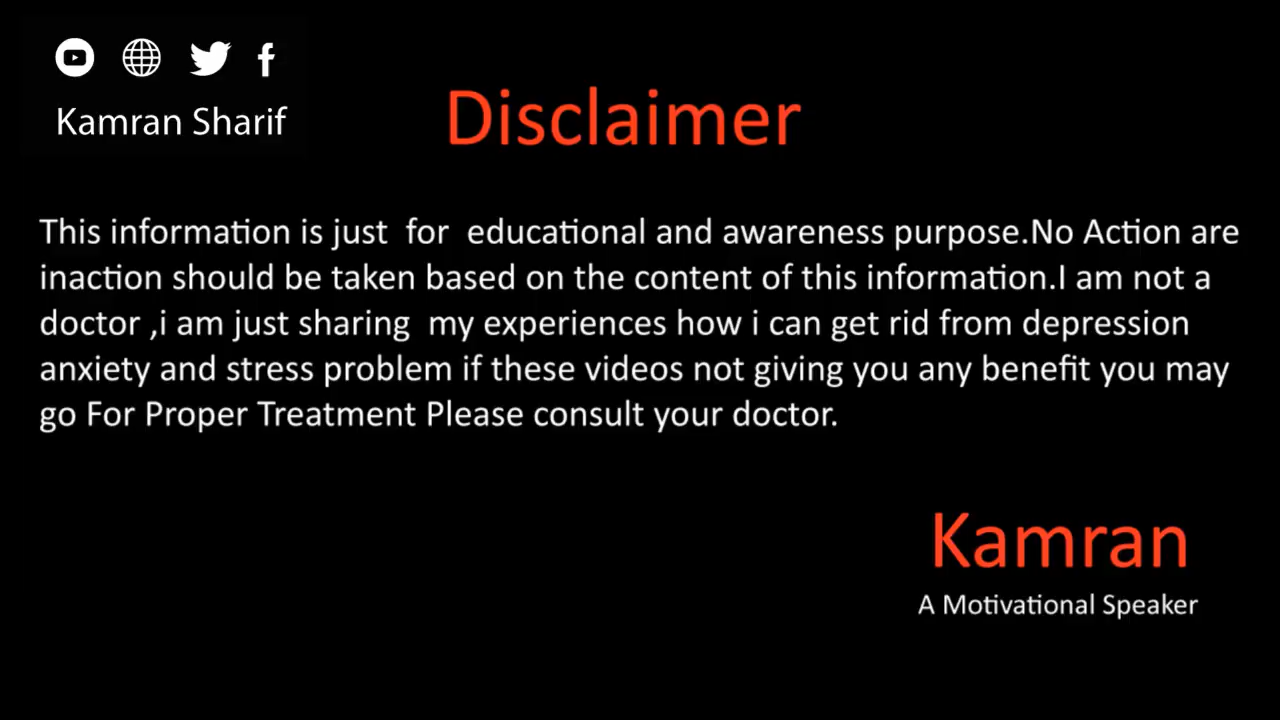 Kamran Sharif
Disclaimer
This information is just  for  educational and awareness purpose.No Action are
inaction should be taken based on the content of this information.I am not a
doctor ,i am just sharing  my experiences how i can get rid from depression
anxiety and stress problem if these videos not giving you any benefit you may
go For Proper Treatment Please consult your doctor.
Kamran
A Motivational Speaker